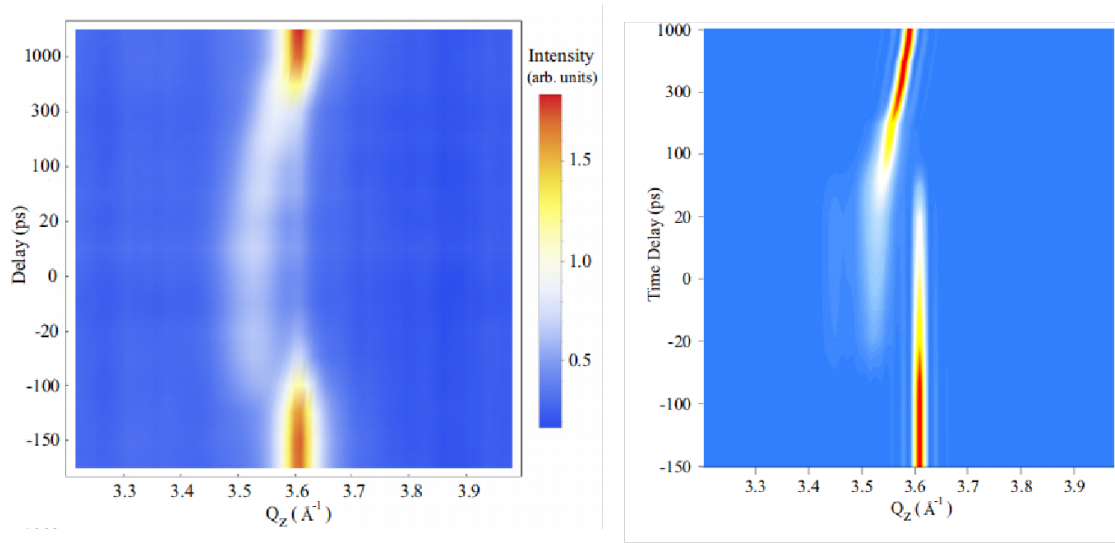 1000
300
100
20
0
-20
-100
-150
Delay (ps)
3.3 3.4 3.5 3.6 3.7 3.8 3.9
Q_Z ( Å⁻¹)
Intensity
(arb. units)
1.5
1.0
0.5
1000
300
100
20
0
-20
-100
-150
Time Delay (ps)
3.3 3.4 3.5 3.6 3.7 3.8 3.9
Q_Z ( Å⁻¹)